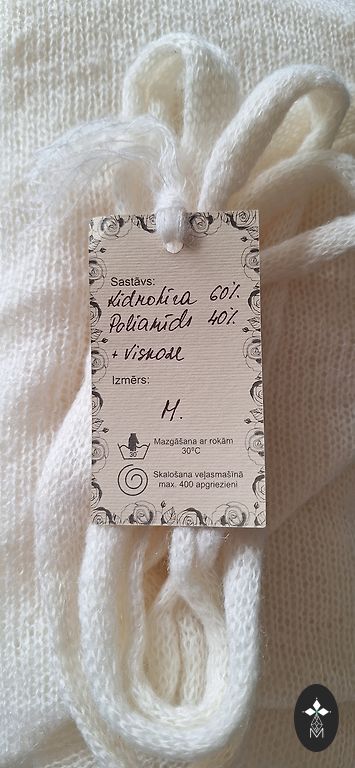 Sastāvs:
Kidmohēra 60%.
Poliamīds 40%.
+ Viskoze
Izmērs:
M.
30
Mazgāšana ar rokām
30°C
Skalošana veļasmašīnā
max. 400 apgriezieni
M